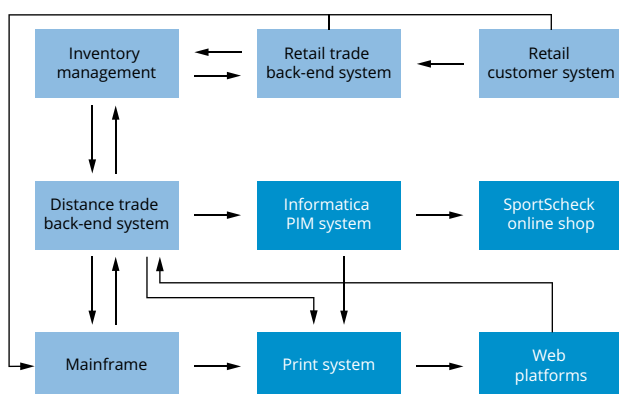 Inventory
management
Retail trade
back-end system
Retail
customer system
Distance trade
back-end system
Informatica
PIM system
SportScheck
online shop
Mainframe
Print system
Web
platforms